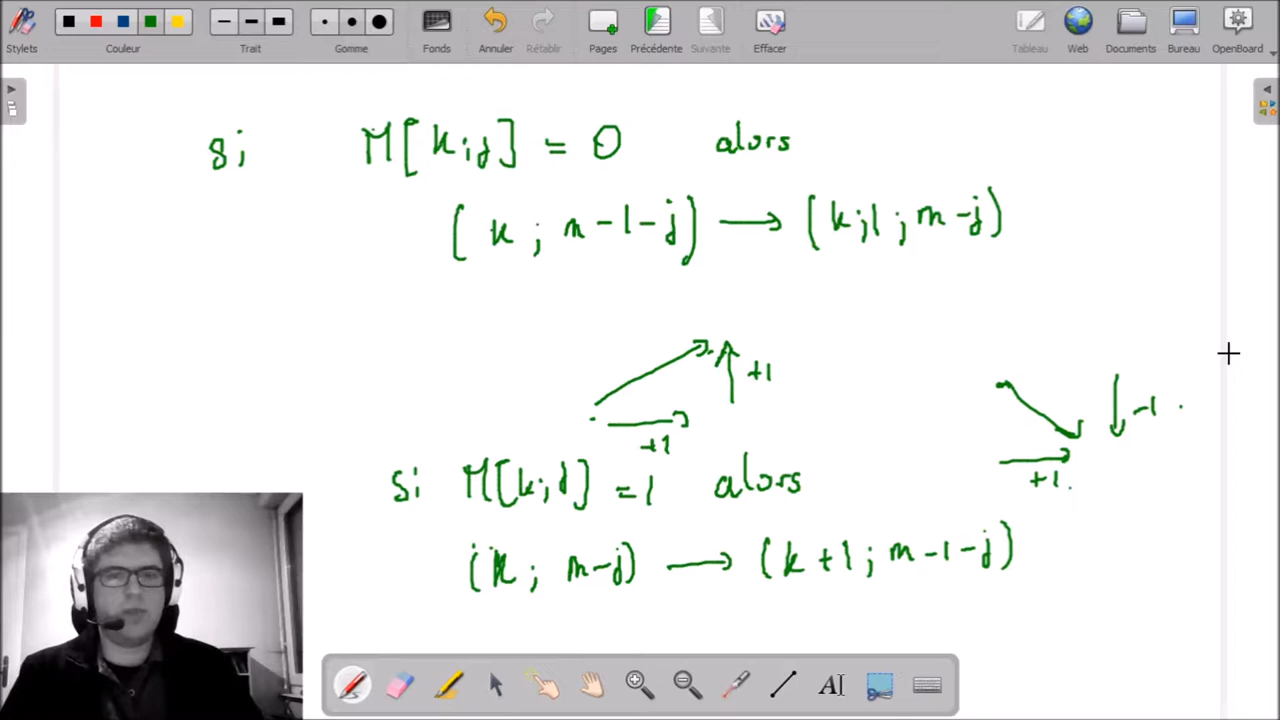 Stylets Couleur Trait Gomme Fonds Annuler Rétablir Pages Précédente Suivante Effacer Tableau Web Documents Bureau OpenBoard
si M[k;j] = 0 alors
(k ; m-1-j) → (k;1 ; m-j)
+1
+1
-1 .
+1.
si M[k;j] = 1 alors
(k ; m-j) → (k+1 ; m-1-j)
AI